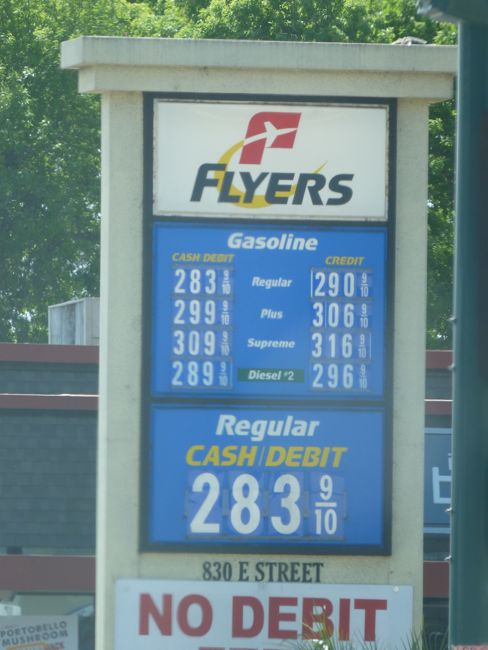 FLYERS
Gasoline
CASH DEBIT CREDIT
283 9/10 Regular 290 9/10
299 9/10 Plus 306 9/10
309 9/10 Supreme 316 9/10
289 9/10 Diesel #2 296 9/10
Regular
CASH/DEBIT
283 9/10
830 E STREET
NO DEBIT
PORTOBELLO
MUSHROOM